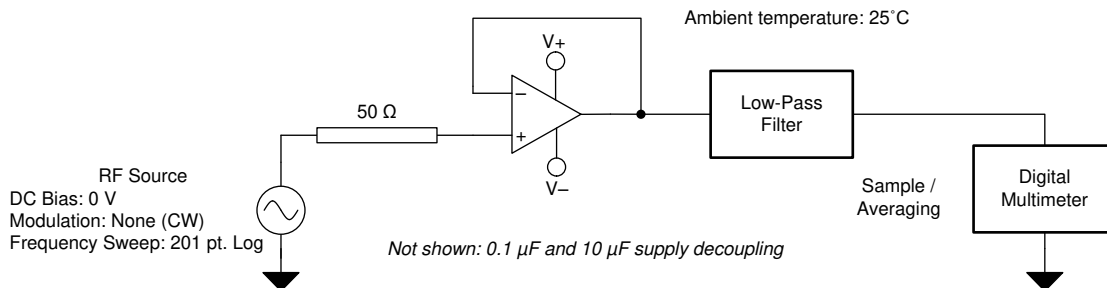 Ambient temperature: 25˚C
V+
−
50 Ω
+
V−
Low-Pass
Filter
RF Source
DC Bias: 0 V
Modulation: None (CW)
Frequency Sweep: 201 pt. Log
Sample /
Averaging
Digital
Multimeter
Not shown: 0.1 µF and 10 µF supply decoupling